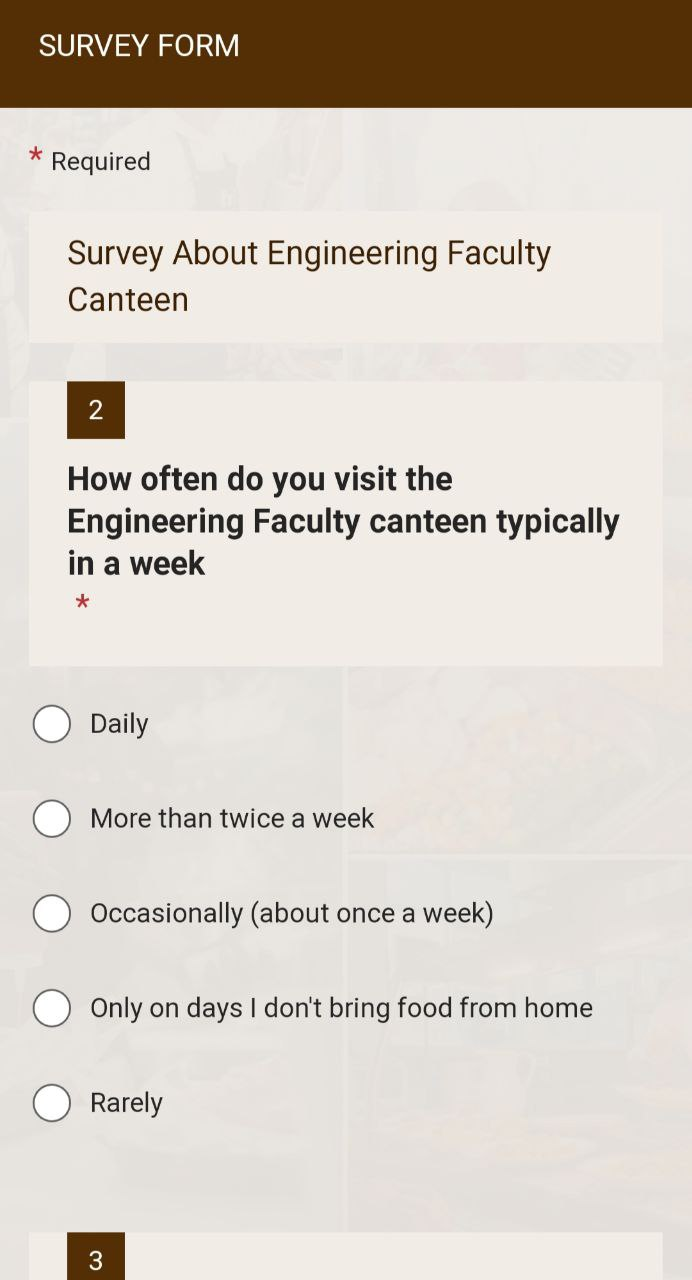 SURVEY FORM
* Required
Survey About Engineering Faculty
Canteen
2
How often do you visit the
Engineering Faculty canteen typically
in a week
*
Daily
More than twice a week
Occasionally (about once a week)
Only on days I don't bring food from home
Rarely
3